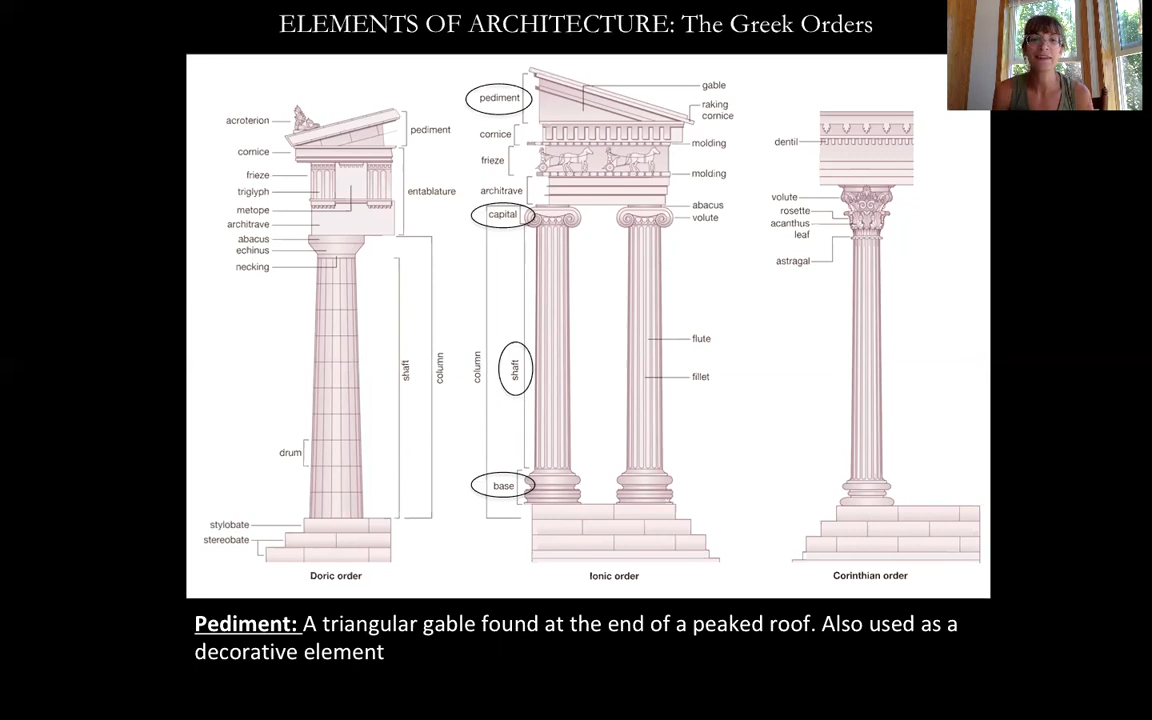 ELEMENTS OF ARCHITECTURE: The Greek Orders
acroterion
cornice
frieze
triglyph
metope
architrave
abacus
echinus
necking
drum
stylobate
stereobate
pediment
entablature
shaft
column
Doric order
pediment
cornice
frieze
architrave
capital
column
shaft
base
gable
raking
cornice
molding
molding
abacus
volute
flute
fillet
Ionic order
dentil
volute
rosette
acanthus
leaf
astragal
Corinthian order
Pediment: A triangular gable found at the end of a peaked roof. Also used as a
decorative element